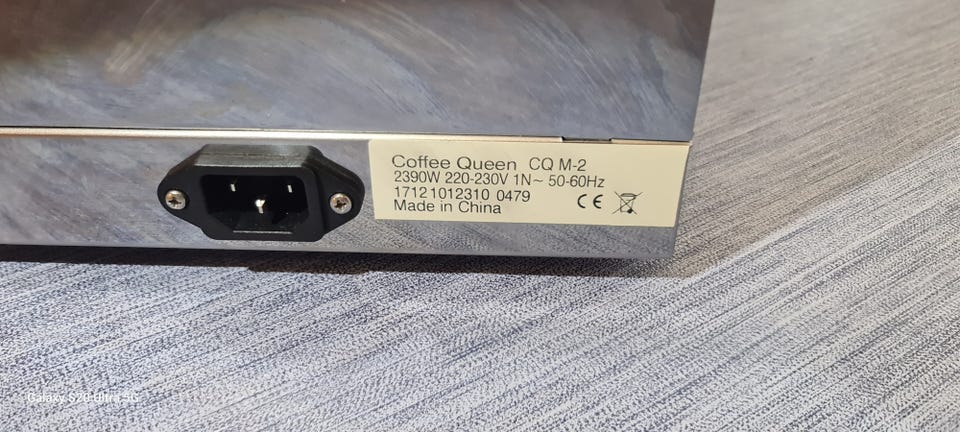 Coffee Queen CQ M-2
2390W 220-230V 1N~ 50-60Hz
17121012310 0479
Made in China CE
Galaxy S20 Ultra 5G